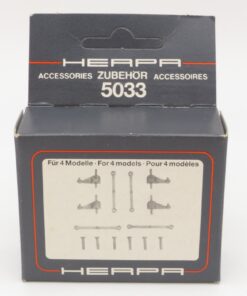 HERPA
ACCESSORIES ZUBEHÖR ACCESSOIRES
5033
Für 4 Modelle · For 4 models · Pour 4 modèles
HERPA